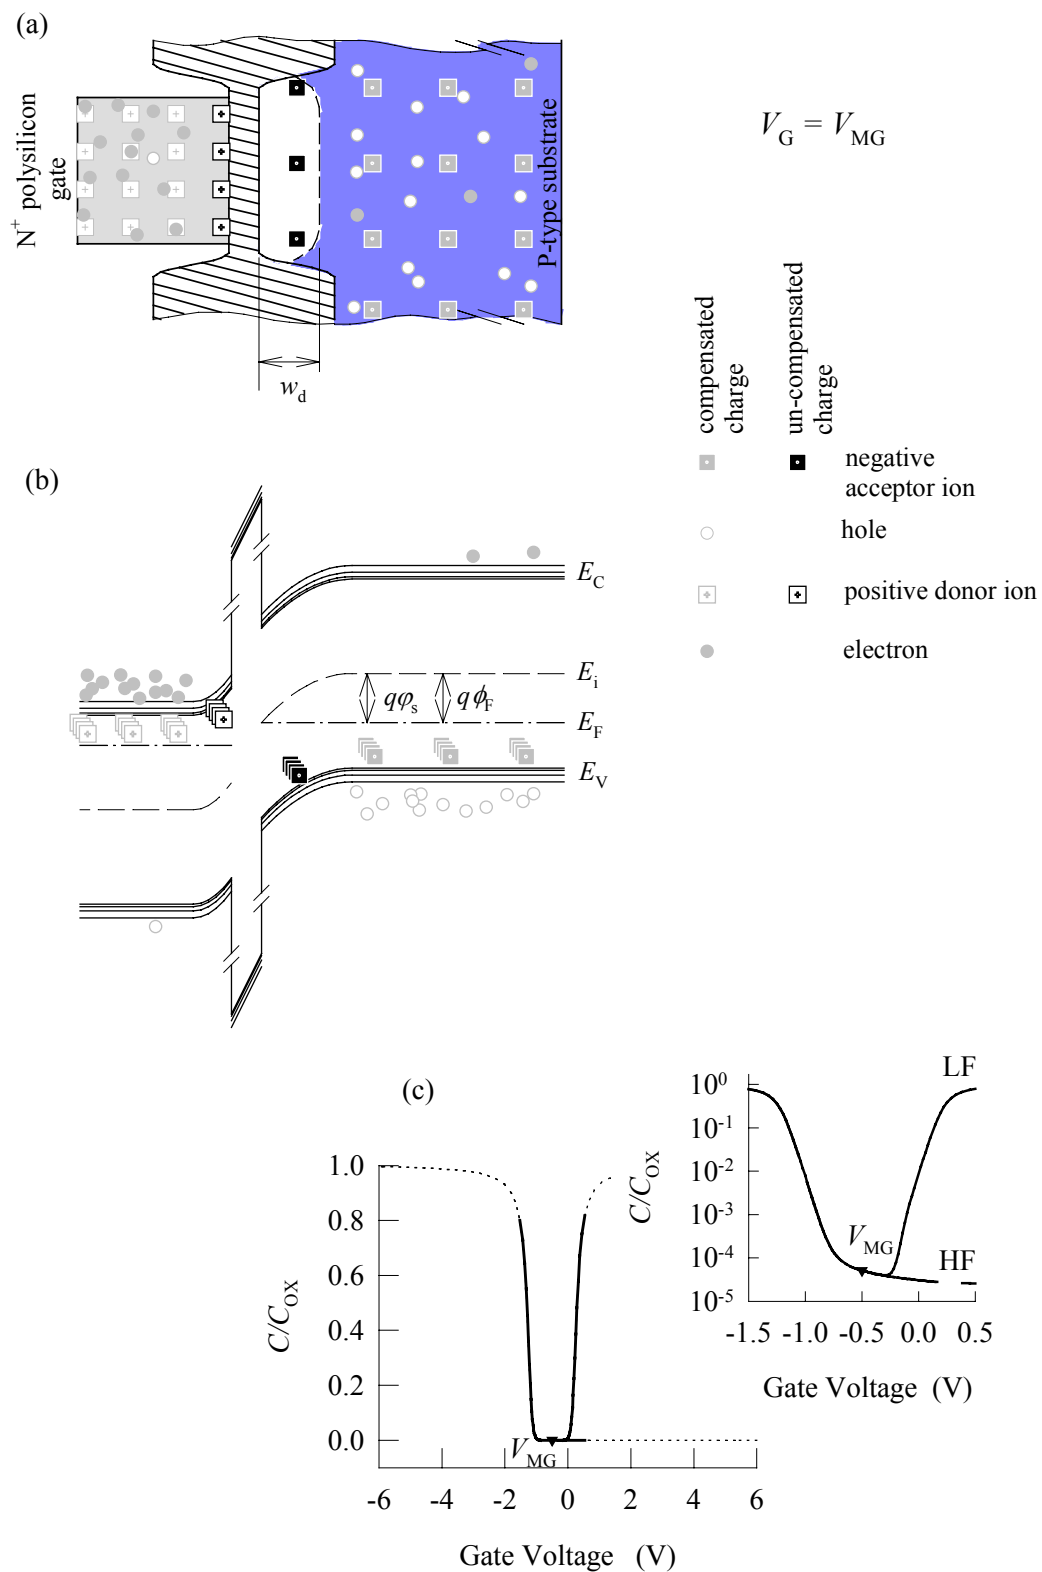 (a)
N+ polysilicon
gate
P-type substrate
VG = VMG
wd
compensated
charge
un-compensated
charge
negative
acceptor ion
hole
positive donor ion
electron
(b)
EC
Ei
qφs
qϕF
EF
EV
(c)
1.0
0.8
0.6
0.4
0.2
0.0
C/COX
VMG
-6 -4 -2 0 2 4 6
Gate Voltage (V)
LF
HF
10^0
10^-1
10^-2
10^-3
10^-4
10^-5
C/COX
VMG
-1.5 -1.0 -0.5 0.0 0.5
Gate Voltage (V)